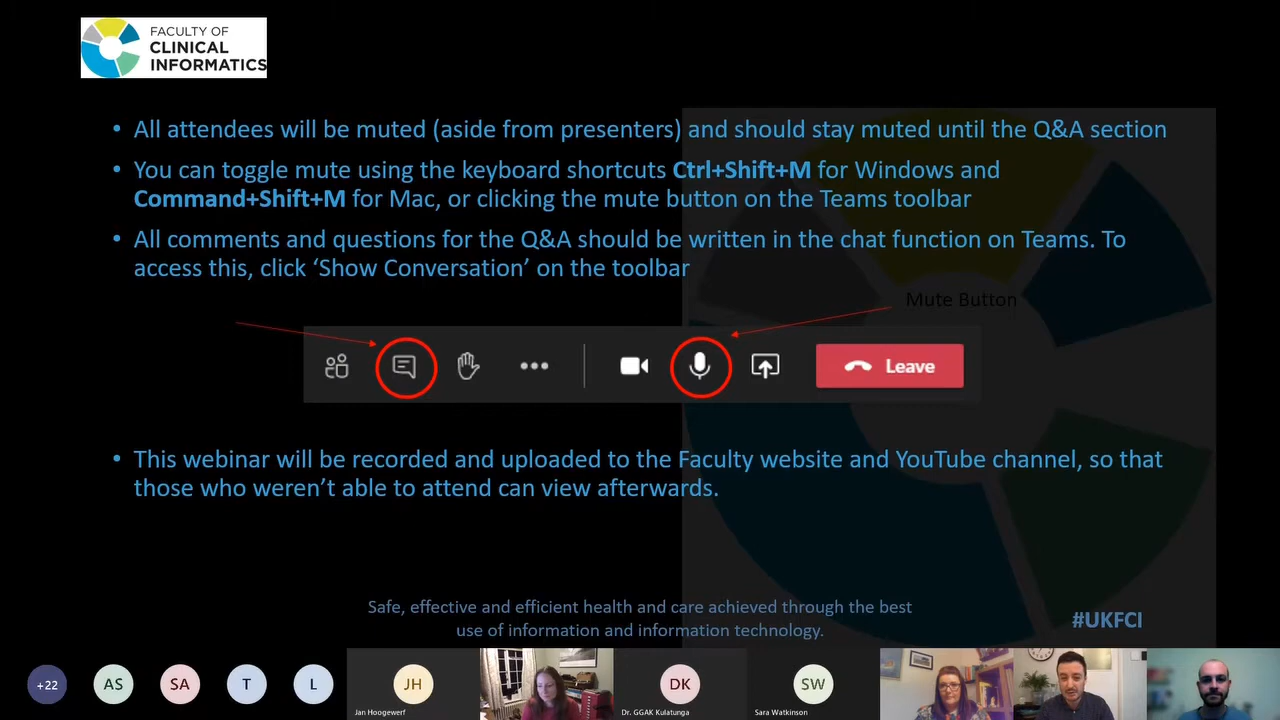 FACULTY OF
CLINICAL
INFORMATICS
• All attendees will be muted (aside from presenters) and should stay muted until the Q&A section
• You can toggle mute using the keyboard shortcuts Ctrl+Shift+M for Windows and
Command+Shift+M for Mac, or clicking the mute button on the Teams toolbar
• All comments and questions for the Q&A should be written in the chat function on Teams. To
access this, click ‘Show Conversation’ on the toolbar
Mute Button
Leave
• This webinar will be recorded and uploaded to the Faculty website and YouTube channel, so that
those who weren’t able to attend can view afterwards.
Safe, effective and efficient health and care achieved through the best
use of information and information technology.
#UKFCI
+22 AS SA T L JH DK SW
Jan Hoogewerf Dr. GGAK Kulatunga Sara Watkinson